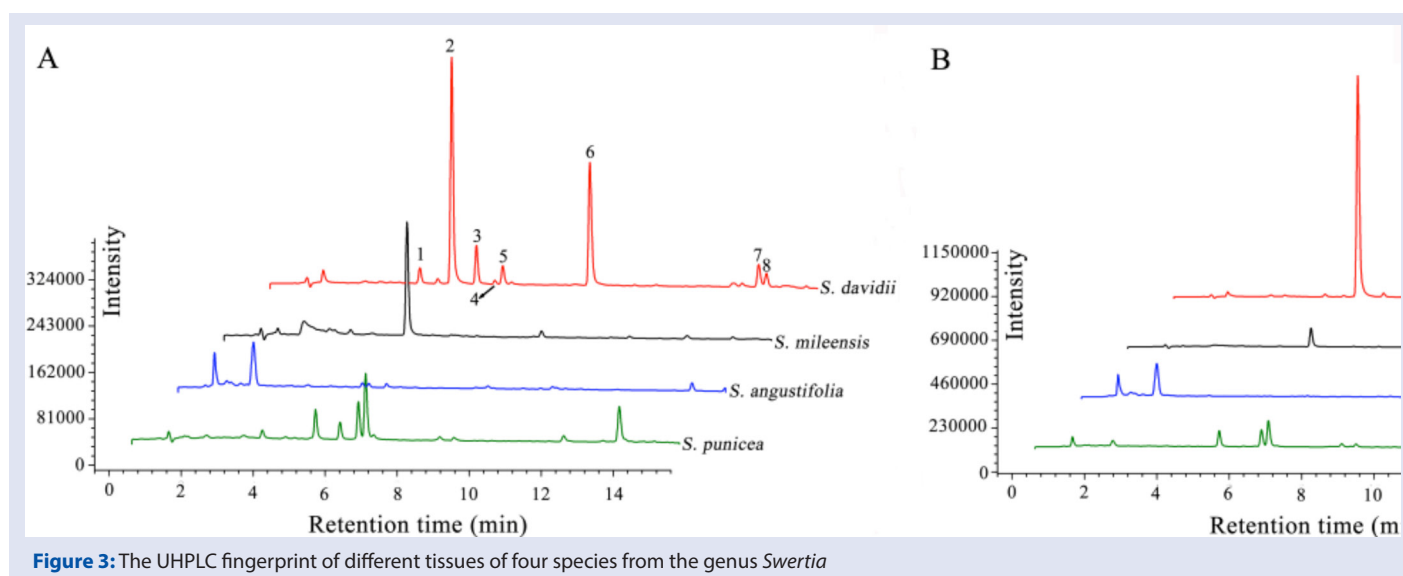 A
B
2
6
3
1
5
7
8
4
Intensity
324000
243000
162000
81000
0
S. davidii
S. mileensis
S. angustifolia
S. punicea
0 2 4 6 8 10 12 14
Retention time (min)
Intensity
1150000
920000
690000
460000
230000
0
0 2 4 6 8 10
Retention time (m
Figure 3: The UHPLC fingerprint of different tissues of four species from the genus Swertia